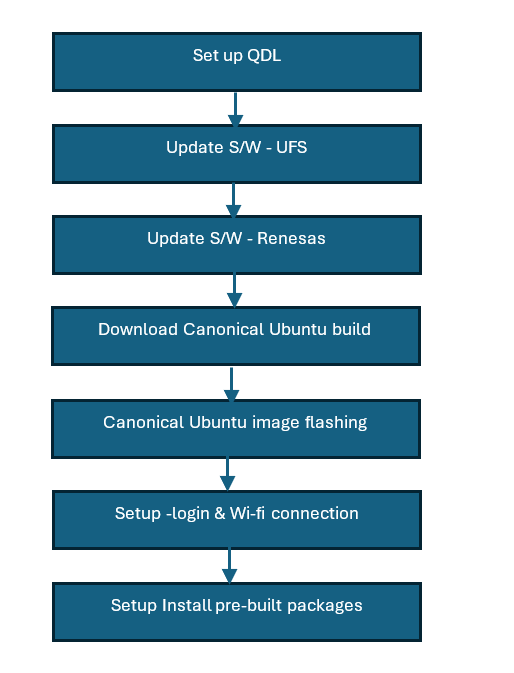 Set up QDL
Update S/W - UFS
Update S/W - Renesas
Download Canonical Ubuntu build
Canonical Ubuntu image flashing
Setup -login & Wi-fi connection
Setup Install pre-built packages